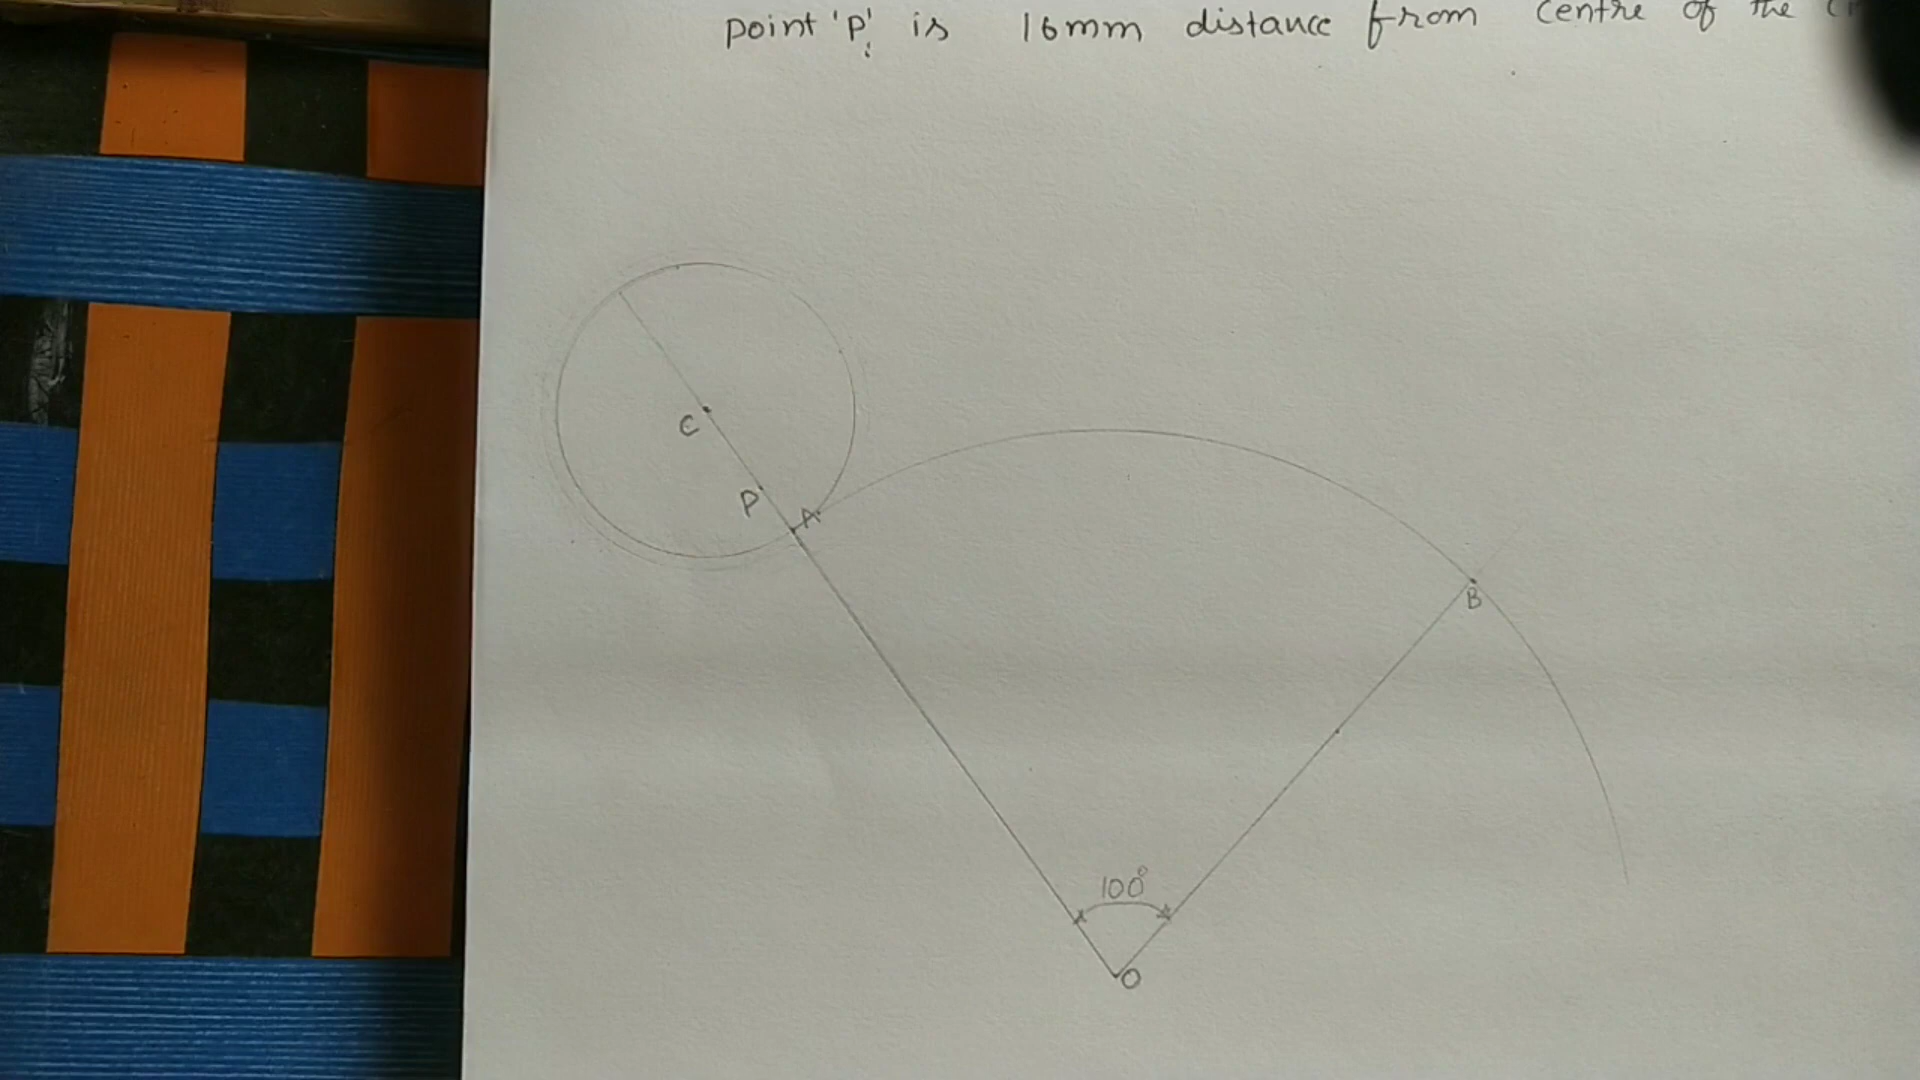 point 'P' is 16mm distance from centre of the
C
P
A
B
100°
O